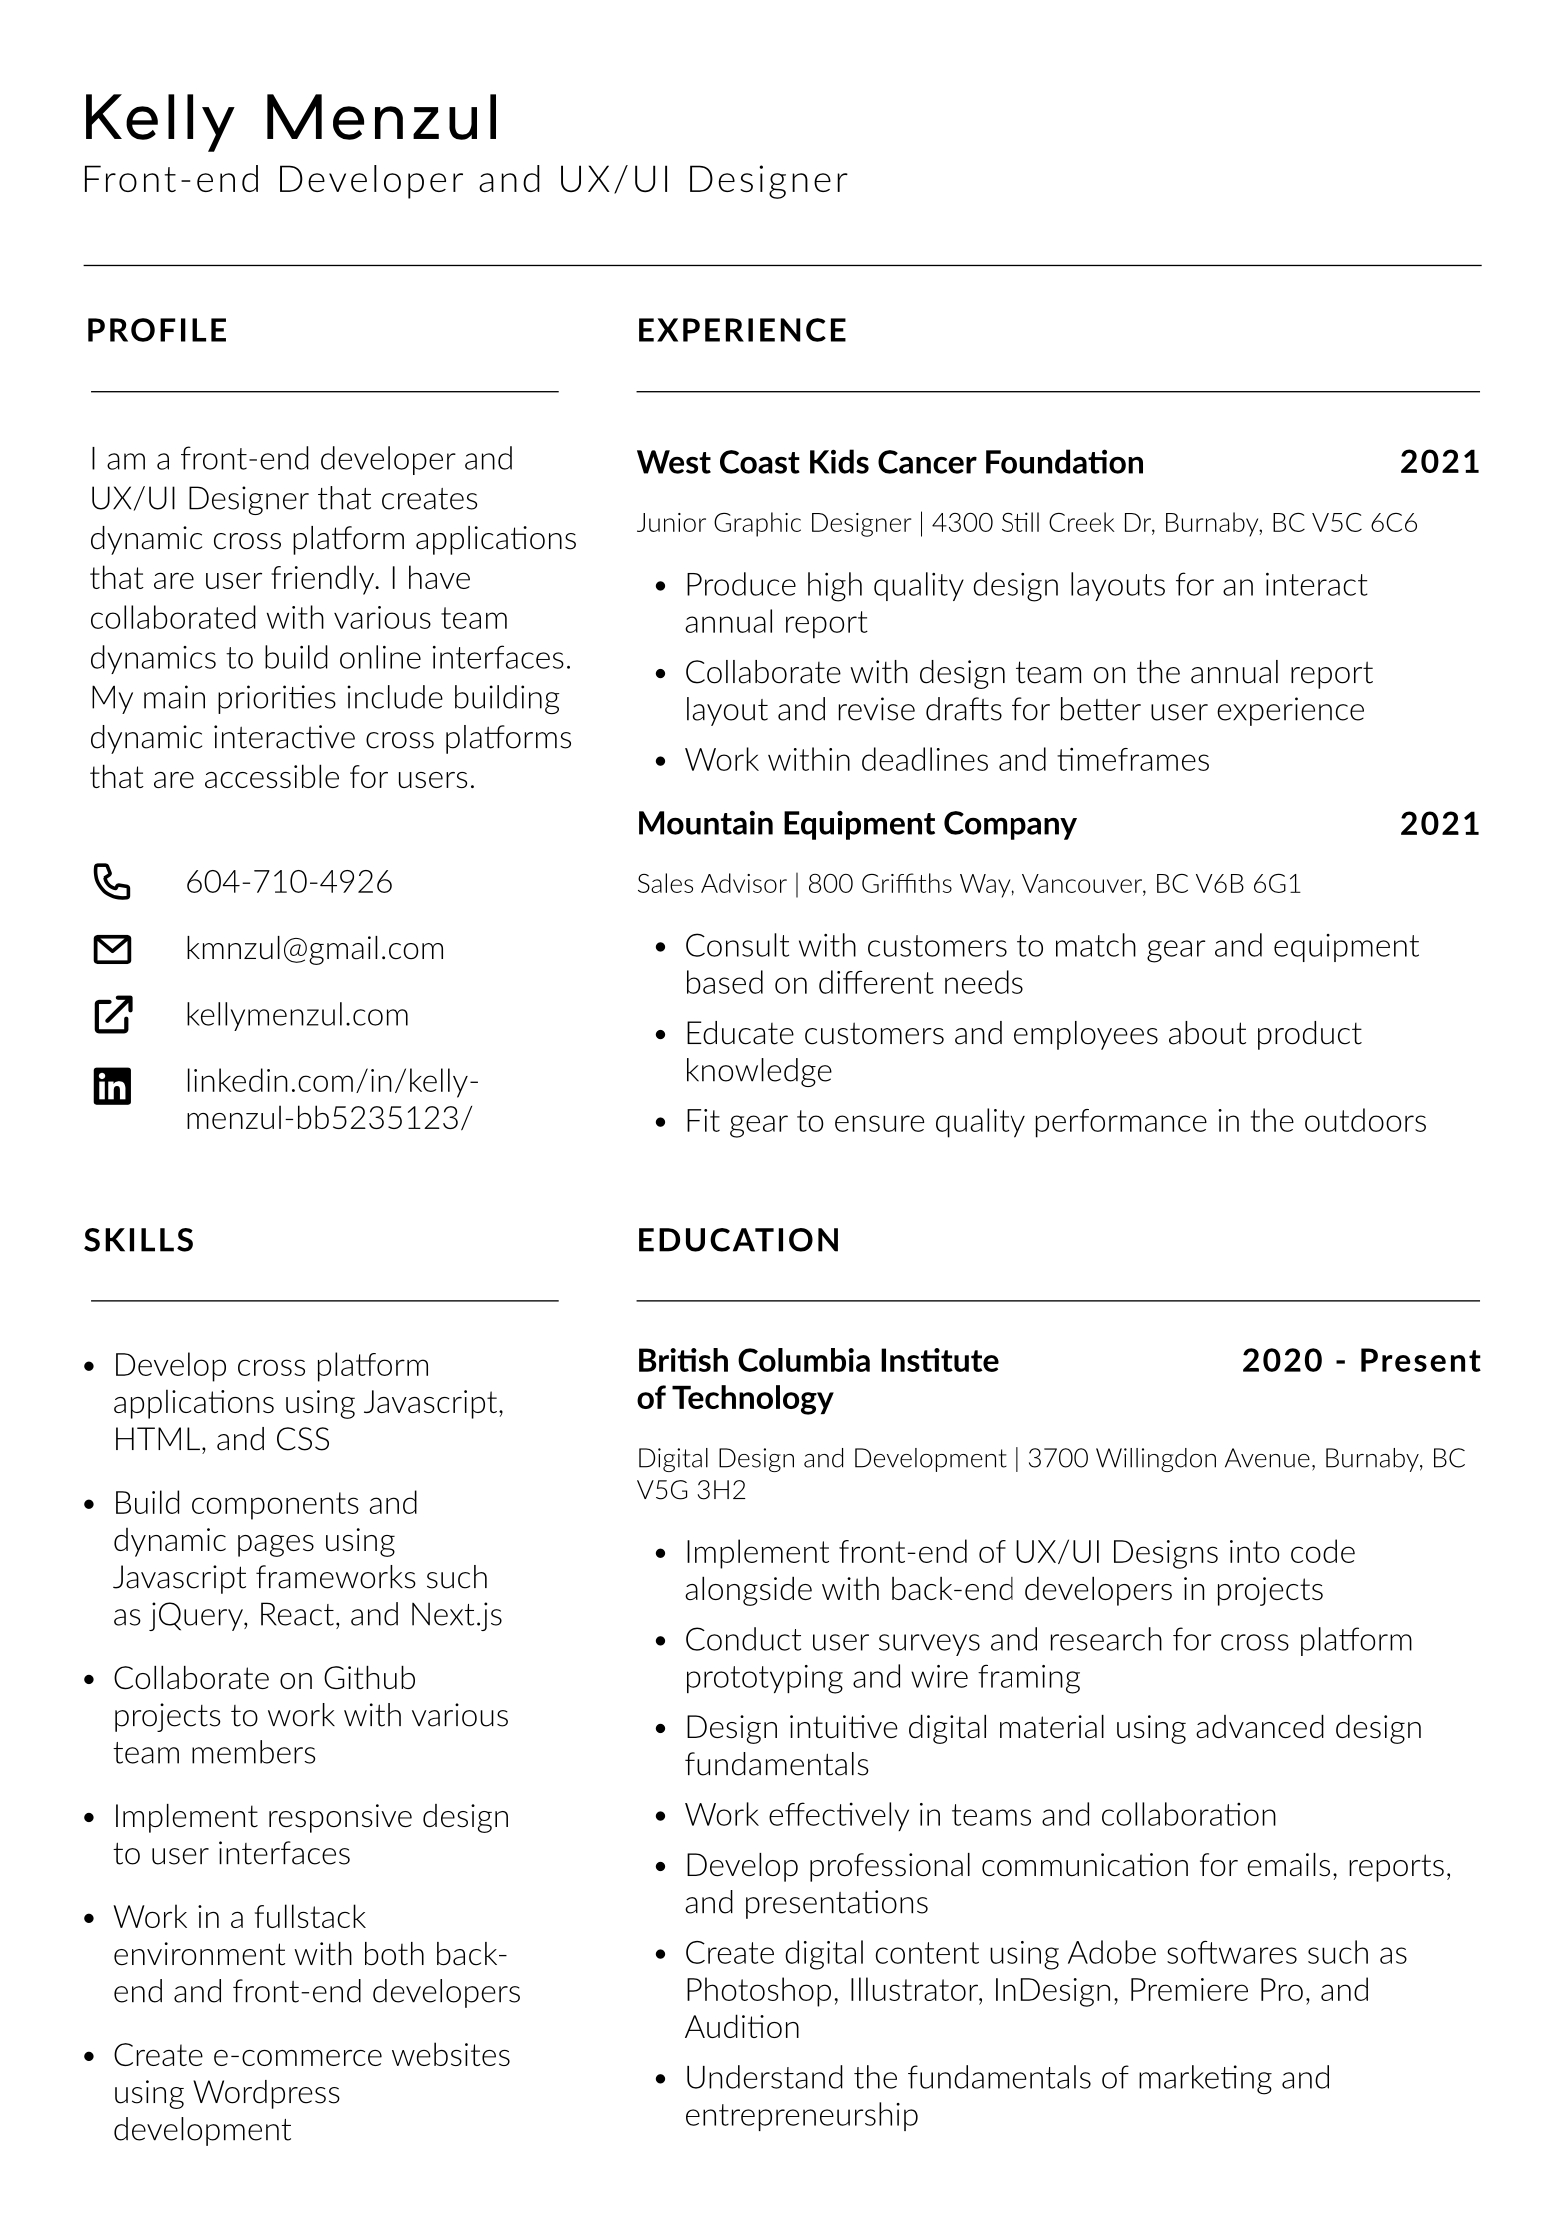 Kelly Menzul
Front-end Developer and UX/UI Designer
PROFILE
I am a front-end developer and
UX/UI Designer that creates
dynamic cross platform applications
that are user friendly. I have
collaborated with various team
dynamics to build online interfaces.
My main priorities include building
dynamic interactive cross platforms
that are accessible for users.
604-710-4926
kmnzul@gmail.com
kellymenzul.com
linkedin.com/in/kelly-
menzul-bb5235123/
SKILLS
• Develop cross platform
applications using Javascript,
HTML, and CSS
• Build components and
dynamic pages using
Javascript frameworks such
as jQuery, React, and Next.js
• Collaborate on Github
projects to work with various
team members
• Implement responsive design
to user interfaces
• Work in a fullstack
environment with both back-
end and front-end developers
• Create e-commerce websites
using Wordpress
development
EXPERIENCE
West Coast Kids Cancer Foundation 2021
Junior Graphic Designer | 4300 Still Creek Dr, Burnaby, BC V5C 6C6
• Produce high quality design layouts for an interact
annual report
• Collaborate with design team on the annual report
layout and revise drafts for better user experience
• Work within deadlines and timeframes
Mountain Equipment Company 2021
Sales Advisor | 800 Griffiths Way, Vancouver, BC V6B 6G1
• Consult with customers to match gear and equipment
based on different needs
• Educate customers and employees about product
knowledge
• Fit gear to ensure quality performance in the outdoors
EDUCATION
British Columbia Institute 2020 - Present
of Technology
Digital Design and Development | 3700 Willingdon Avenue, Burnaby, BC
V5G 3H2
• Implement front-end of UX/UI Designs into code
alongside with back-end developers in projects
• Conduct user surveys and research for cross platform
prototyping and wire framing
• Design intuitive digital material using advanced design
fundamentals
• Work effectively in teams and collaboration
• Develop professional communication for emails, reports,
and presentations
• Create digital content using Adobe softwares such as
Photoshop, Illustrator, InDesign, Premiere Pro, and
Audition
• Understand the fundamentals of marketing and
entrepreneurship